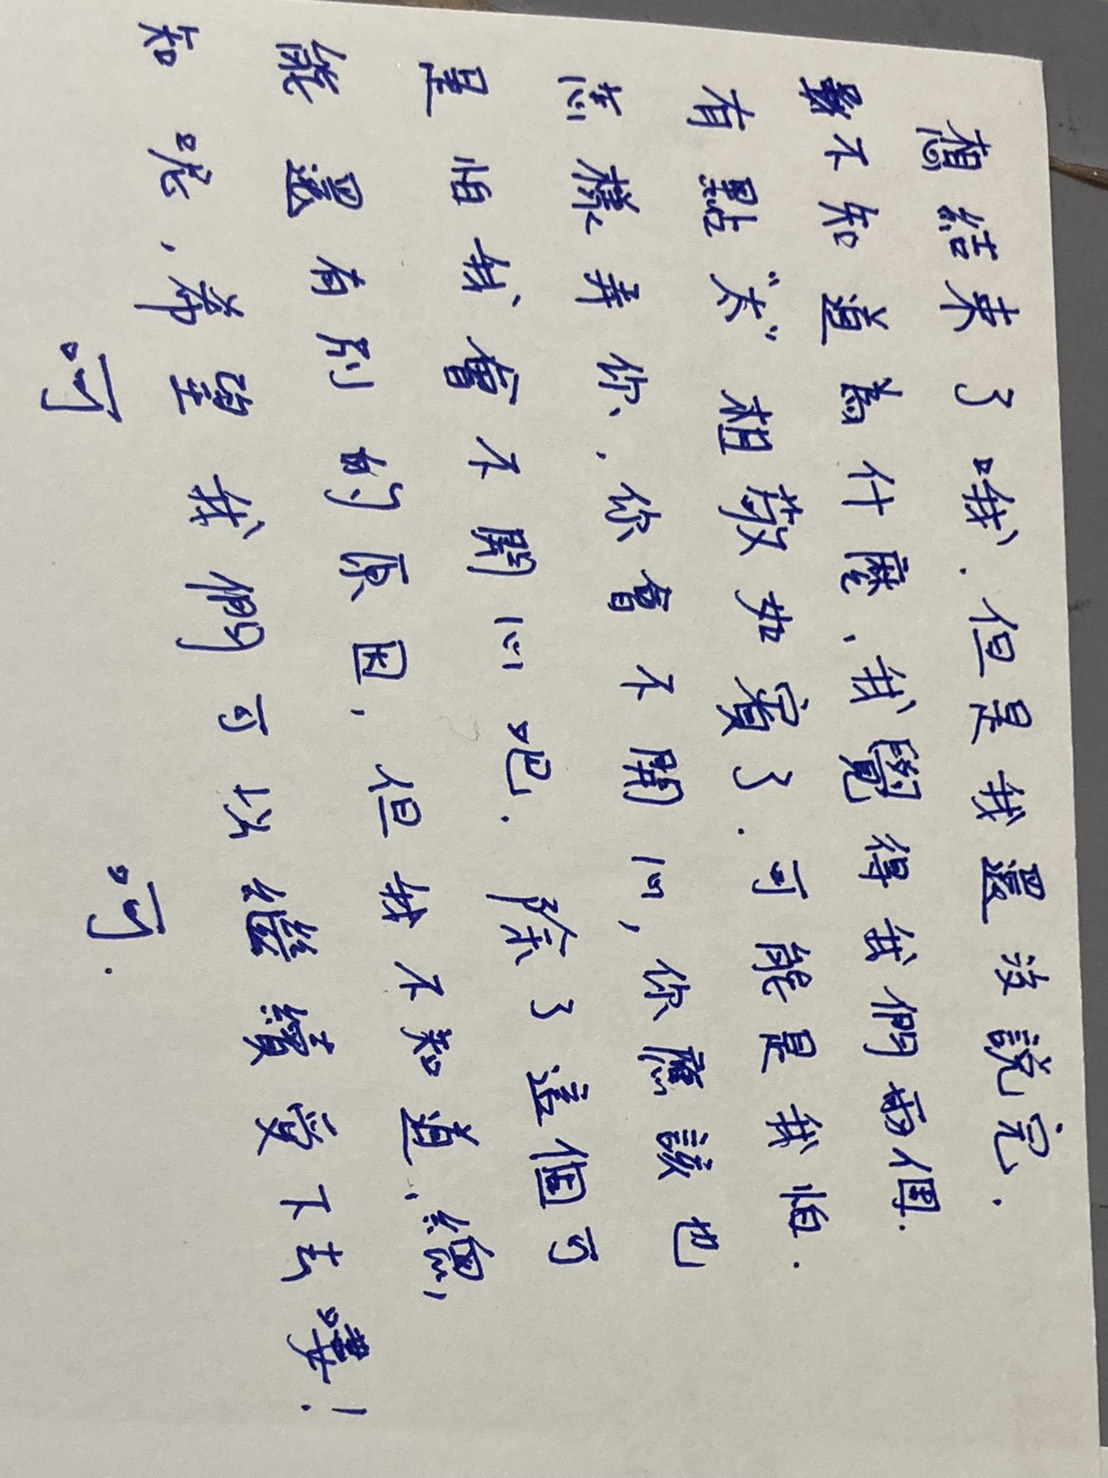 想結束了哦.但是我還沒說完.
不知道為什麼,我覺得我們兩個.
有點"太"相敬如賓了.可能是我怕.
怎樣弄你,你會不開心,你應該也
是怕我會不開心吧.除了這個可
能還有別的原因,但我不知道,總,
知呢,希望我們可以繼續愛下去嘍!
呵 呵.